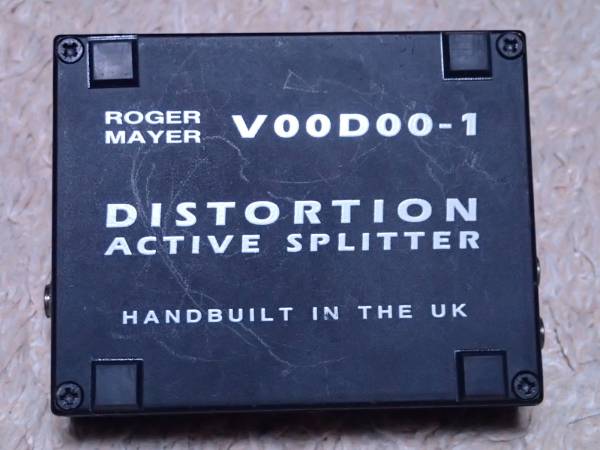 ROGER MAYER VOODOO-1
DISTORTION
ACTIVE SPLITTER
HANDBUILT IN THE UK